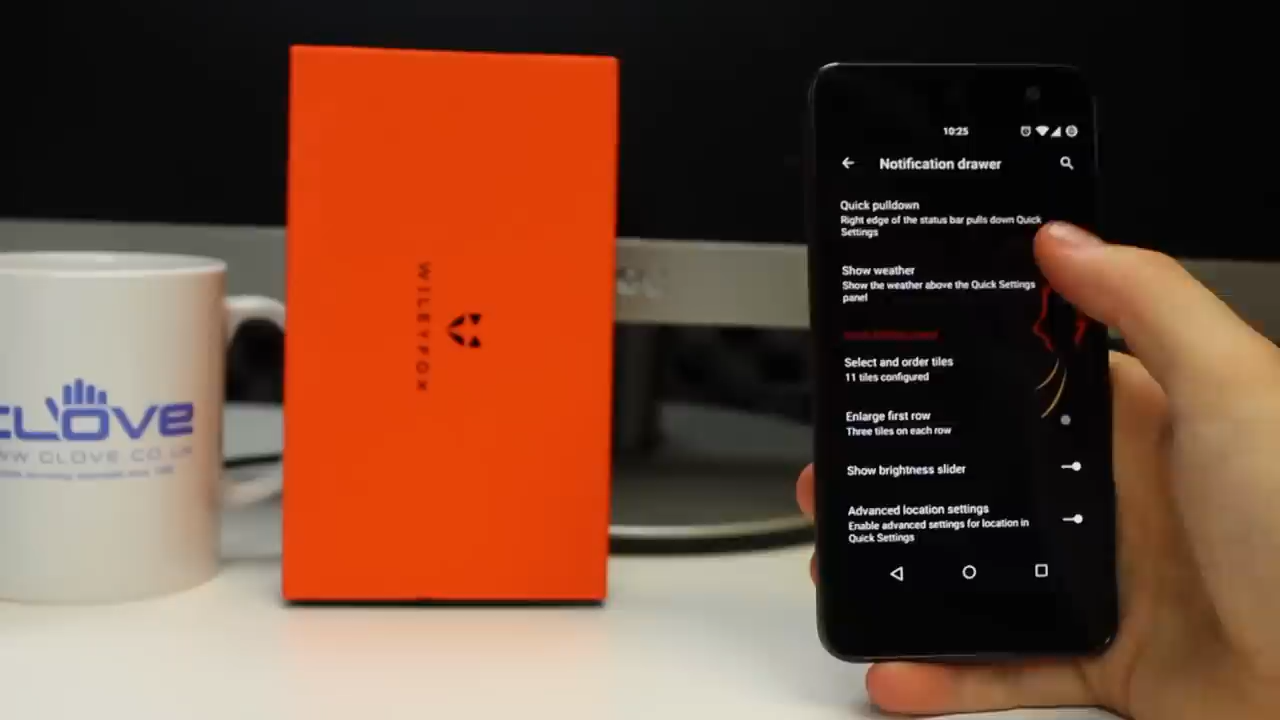 CLOVE
WWW.CLOVE.CO.UK
WILEYFOX
10:25
Notification drawer
Quick pulldown
Right edge of the status bar pulls down Quick
Settings
Show weather
Show the weather above the Quick Settings
panel
Select and order tiles
11 tiles configured
Enlarge first row
Three tiles on each row
Show brightness slider
Advanced location settings
Enable advanced settings for location in
Quick Settings